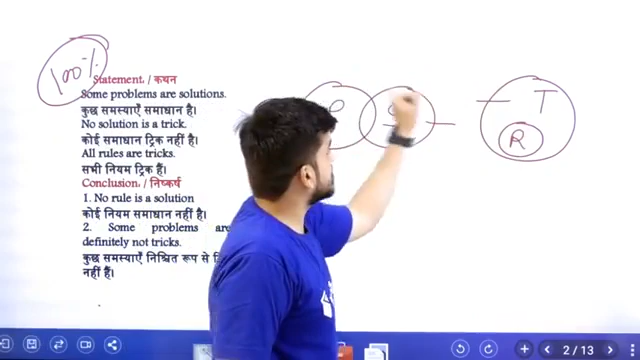 100%
Statement / कथन
Some problems are solutions.
कुछ समस्याएँ समाधान है।
No solution is a trick.
कोई समाधान ट्रिक नहीं है।
All rules are tricks.
सभी नियम ट्रिक हैं।
Conclusion / निष्कर्ष
1. No rule is a solution
कोई नियम समाधान नहीं है।
2. Some problems are
definitely not tricks.
कुछ समस्याएँ निश्चित रूप से
नहीं हैं।
P
T
R
2 / 13